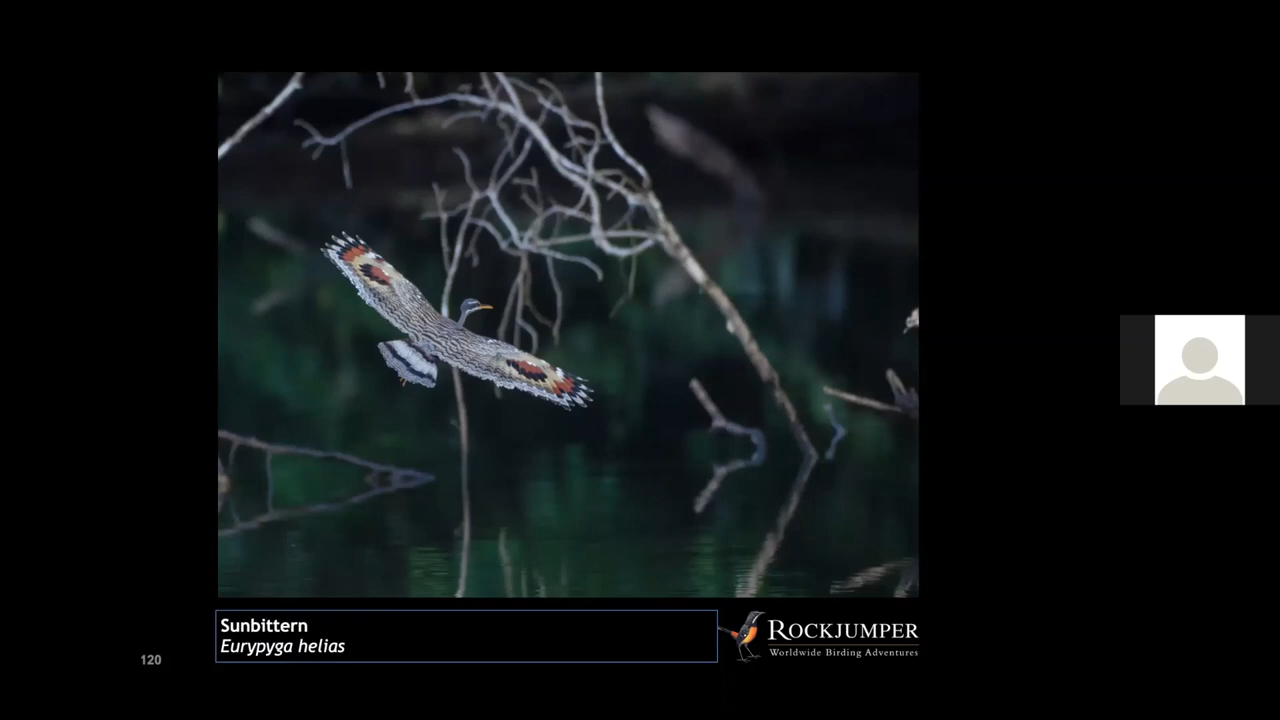 Sunbittern
Eurypyga helias
ROCKJUMPER
Worldwide Birding Adventures
120